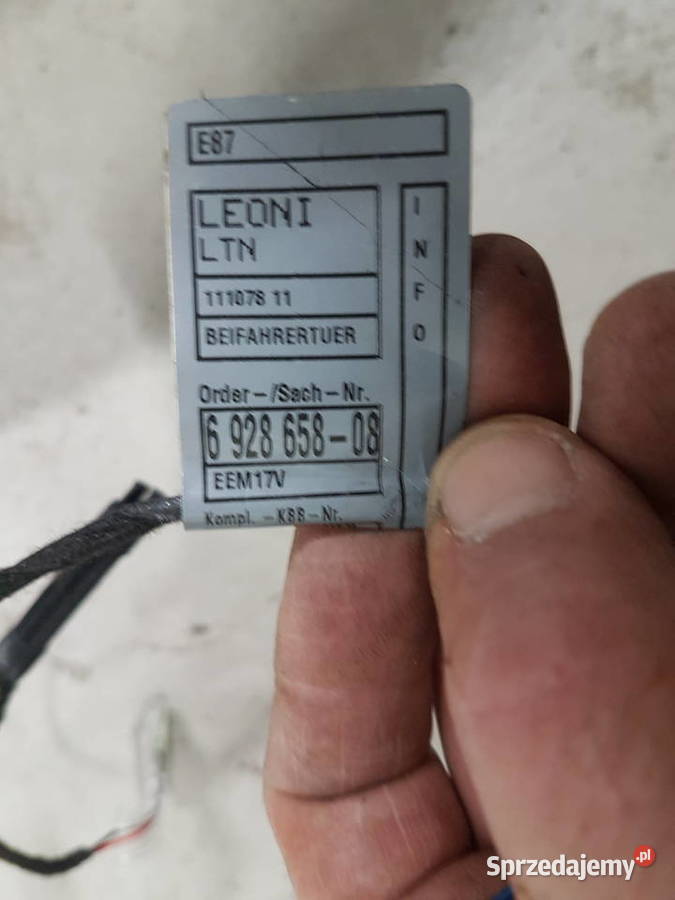 E87
LEONI
LTN
111078 11
BEIFAHRERTUER
INFO
Order-/Sach-Nr.
6 928 658-08
EEM17V
Kompl.-KBB-Nr.
Sprzedajemy.pl